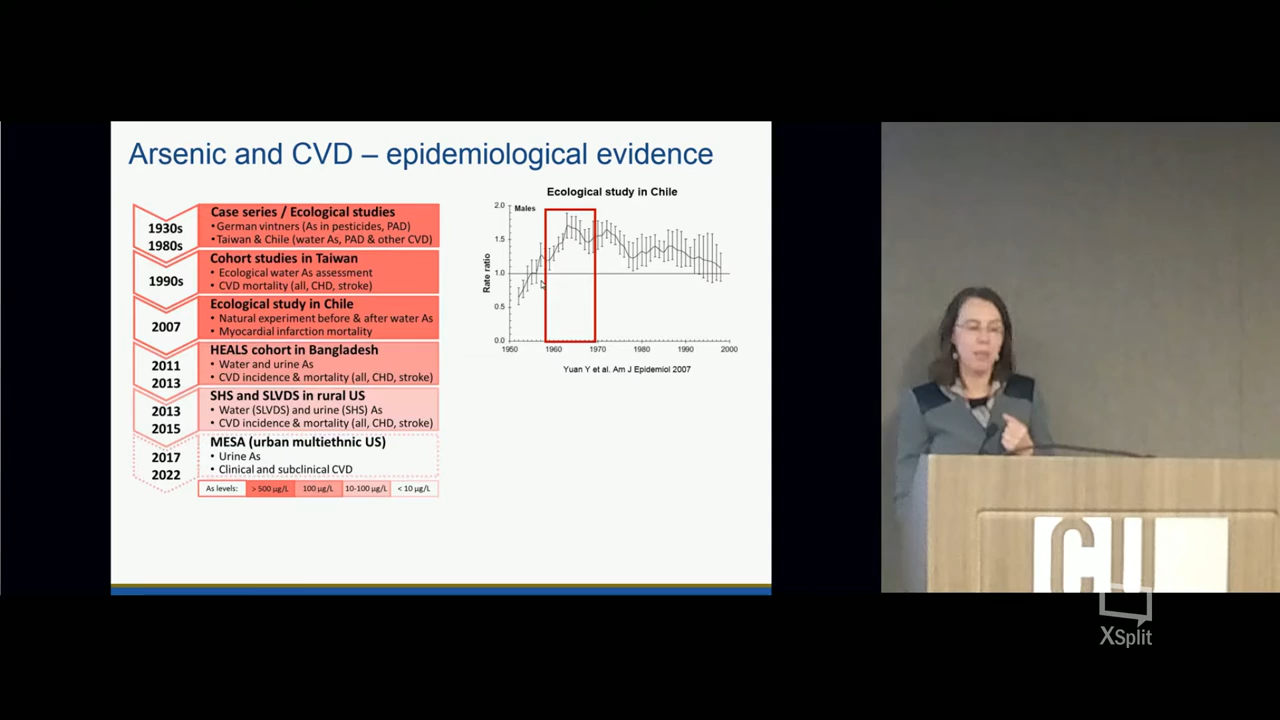 Arsenic and CVD – epidemiological evidence
1930s
1980s
Case series / Ecological studies
•German vintners (As in pesticides, PAD)
•Taiwan & Chile (water As, PAD & other CVD)
1990s
Cohort studies in Taiwan
• Ecological water As assessment
• CVD mortality (all, CHD, stroke)
2007
Ecological study in Chile
• Natural experiment before & after water As
• Myocardial infarction mortality
2011
2013
HEALS cohort in Bangladesh
• Water and urine As
• CVD incidence & mortality (all, CHD, stroke)
2013
2015
SHS and SLVDS in rural US
• Water (SLVDS) and urine (SHS) As
• CVD incidence & mortality (all, CHD, stroke)
2017
2022
MESA (urban multiethnic US)
• Urine As
• Clinical and subclinical CVD
As levels: > 500 µg/L 100 µg/L 10-100 µg/L < 10 µg/L
Ecological study in Chile
Males
Rate ratio
2.0
1.5
1.0
0.5
0.0
1950 1960 1970 1980 1990 2000
Yuan Y et al. Am J Epidemiol 2007
CU
XSplit